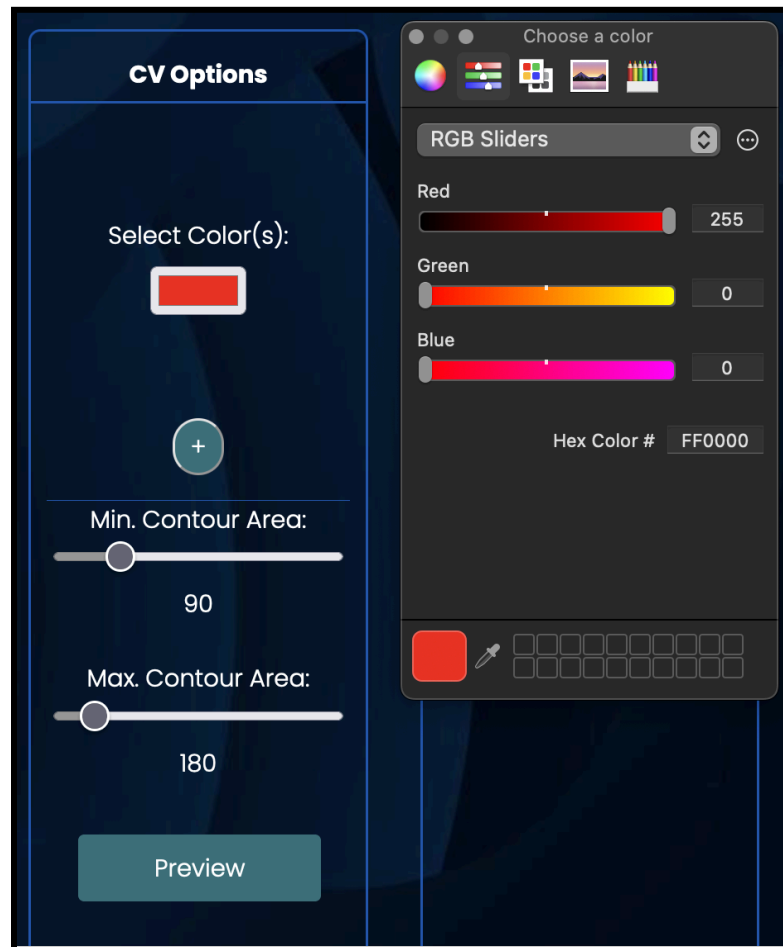 CV Options
Select Color(s):
+
Min. Contour Area:
90
Max. Contour Area:
180
Preview
Choose a color
RGB Sliders
Red
255
Green
0
Blue
0
Hex Color # FF0000